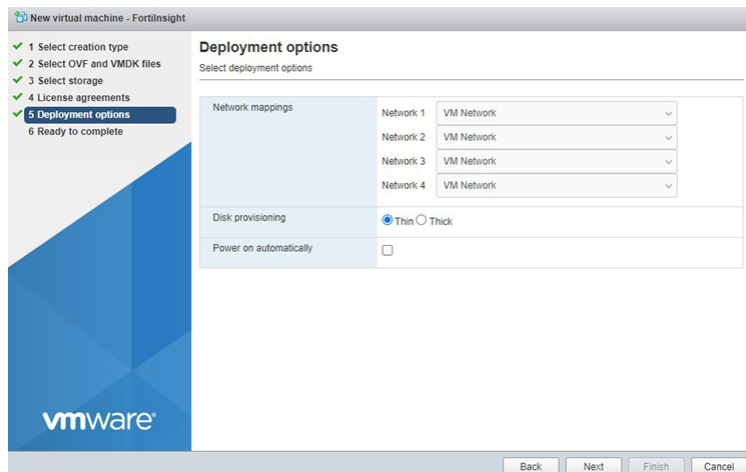 New virtual machine - FortiInsight
1 Select creation type
2 Select OVF and VMDK files
3 Select storage
4 License agreements
5 Deployment options
6 Ready to complete
vmware®
Deployment options
Select deployment options
Network mappings
Network 1 VM Network
Network 2 VM Network
Network 3 VM Network
Network 4 VM Network
Disk provisioning
Thin Thick
Power on automatically
Back Next Finish Cancel